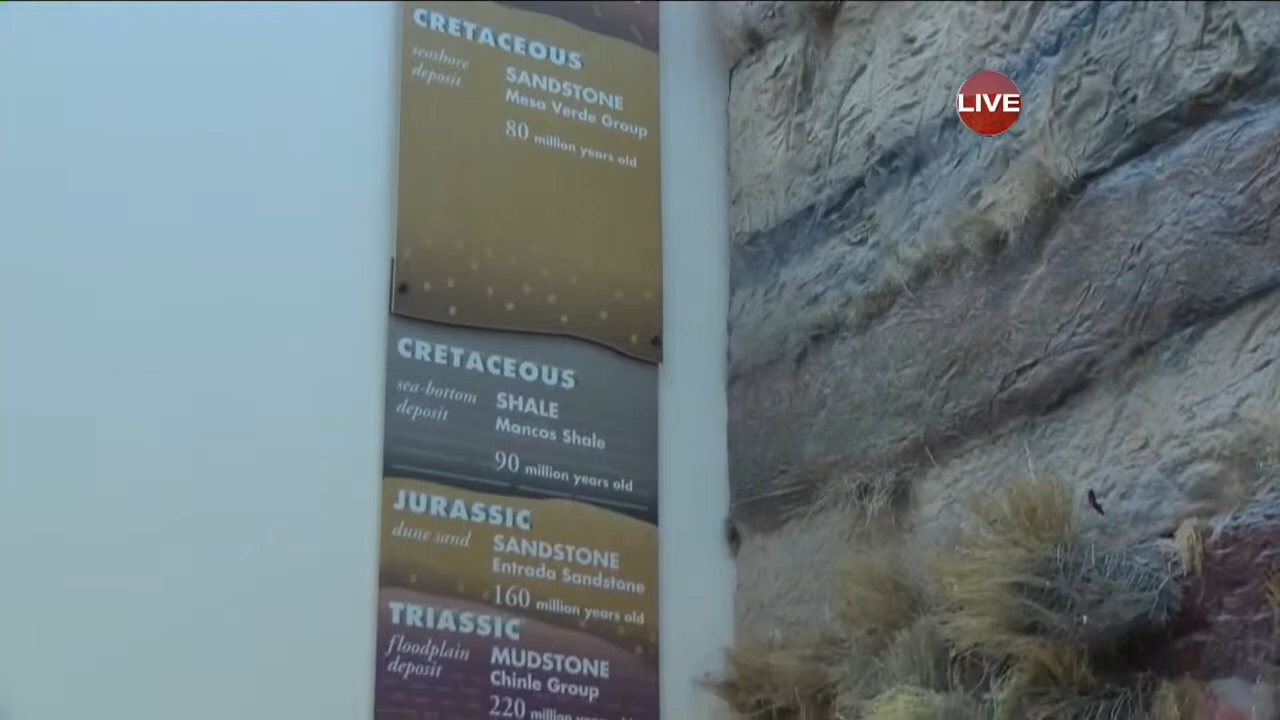 CRETACEOUS
seashore
deposit
SANDSTONE
Mesa Verde Group
80 million years old
LIVE
CRETACEOUS
sea-bottom
deposit
SHALE
Mancos Shale
90 million years old
JURASSIC
dune sand
SANDSTONE
Entrada Sandstone
160 million years old
TRIASSIC
floodplain
deposit
MUDSTONE
Chinle Group
220 million years